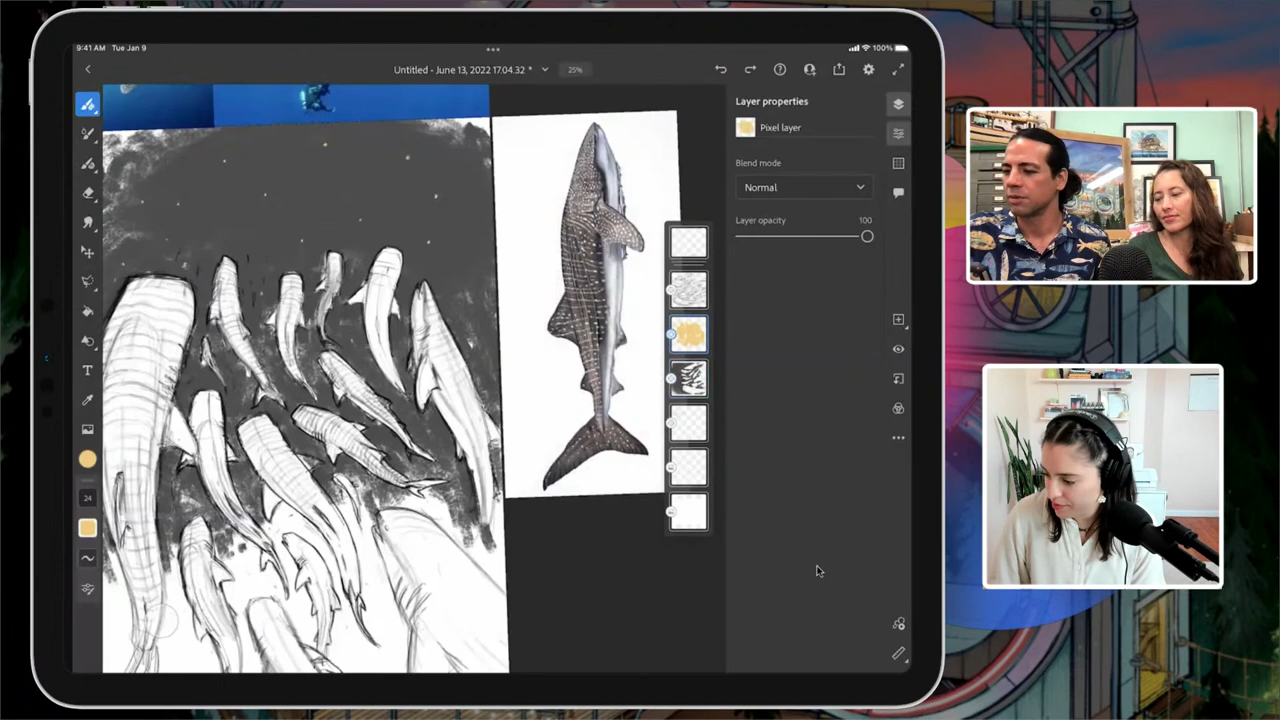 9:41 AM Tue Jan 9
100%
Untitled - June 13, 2022 17.04.32 *
25%
Layer properties
Pixel layer
Blend mode
Normal
Layer opacity 100
T
24